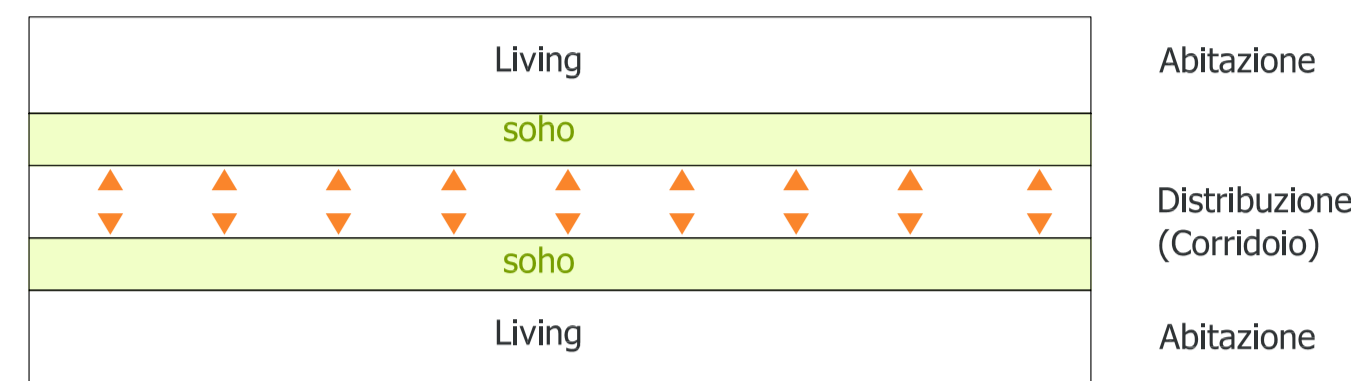 Living
Abitazione
soho
Distribuzione
(Corridoio)
soho
Living
Abitazione